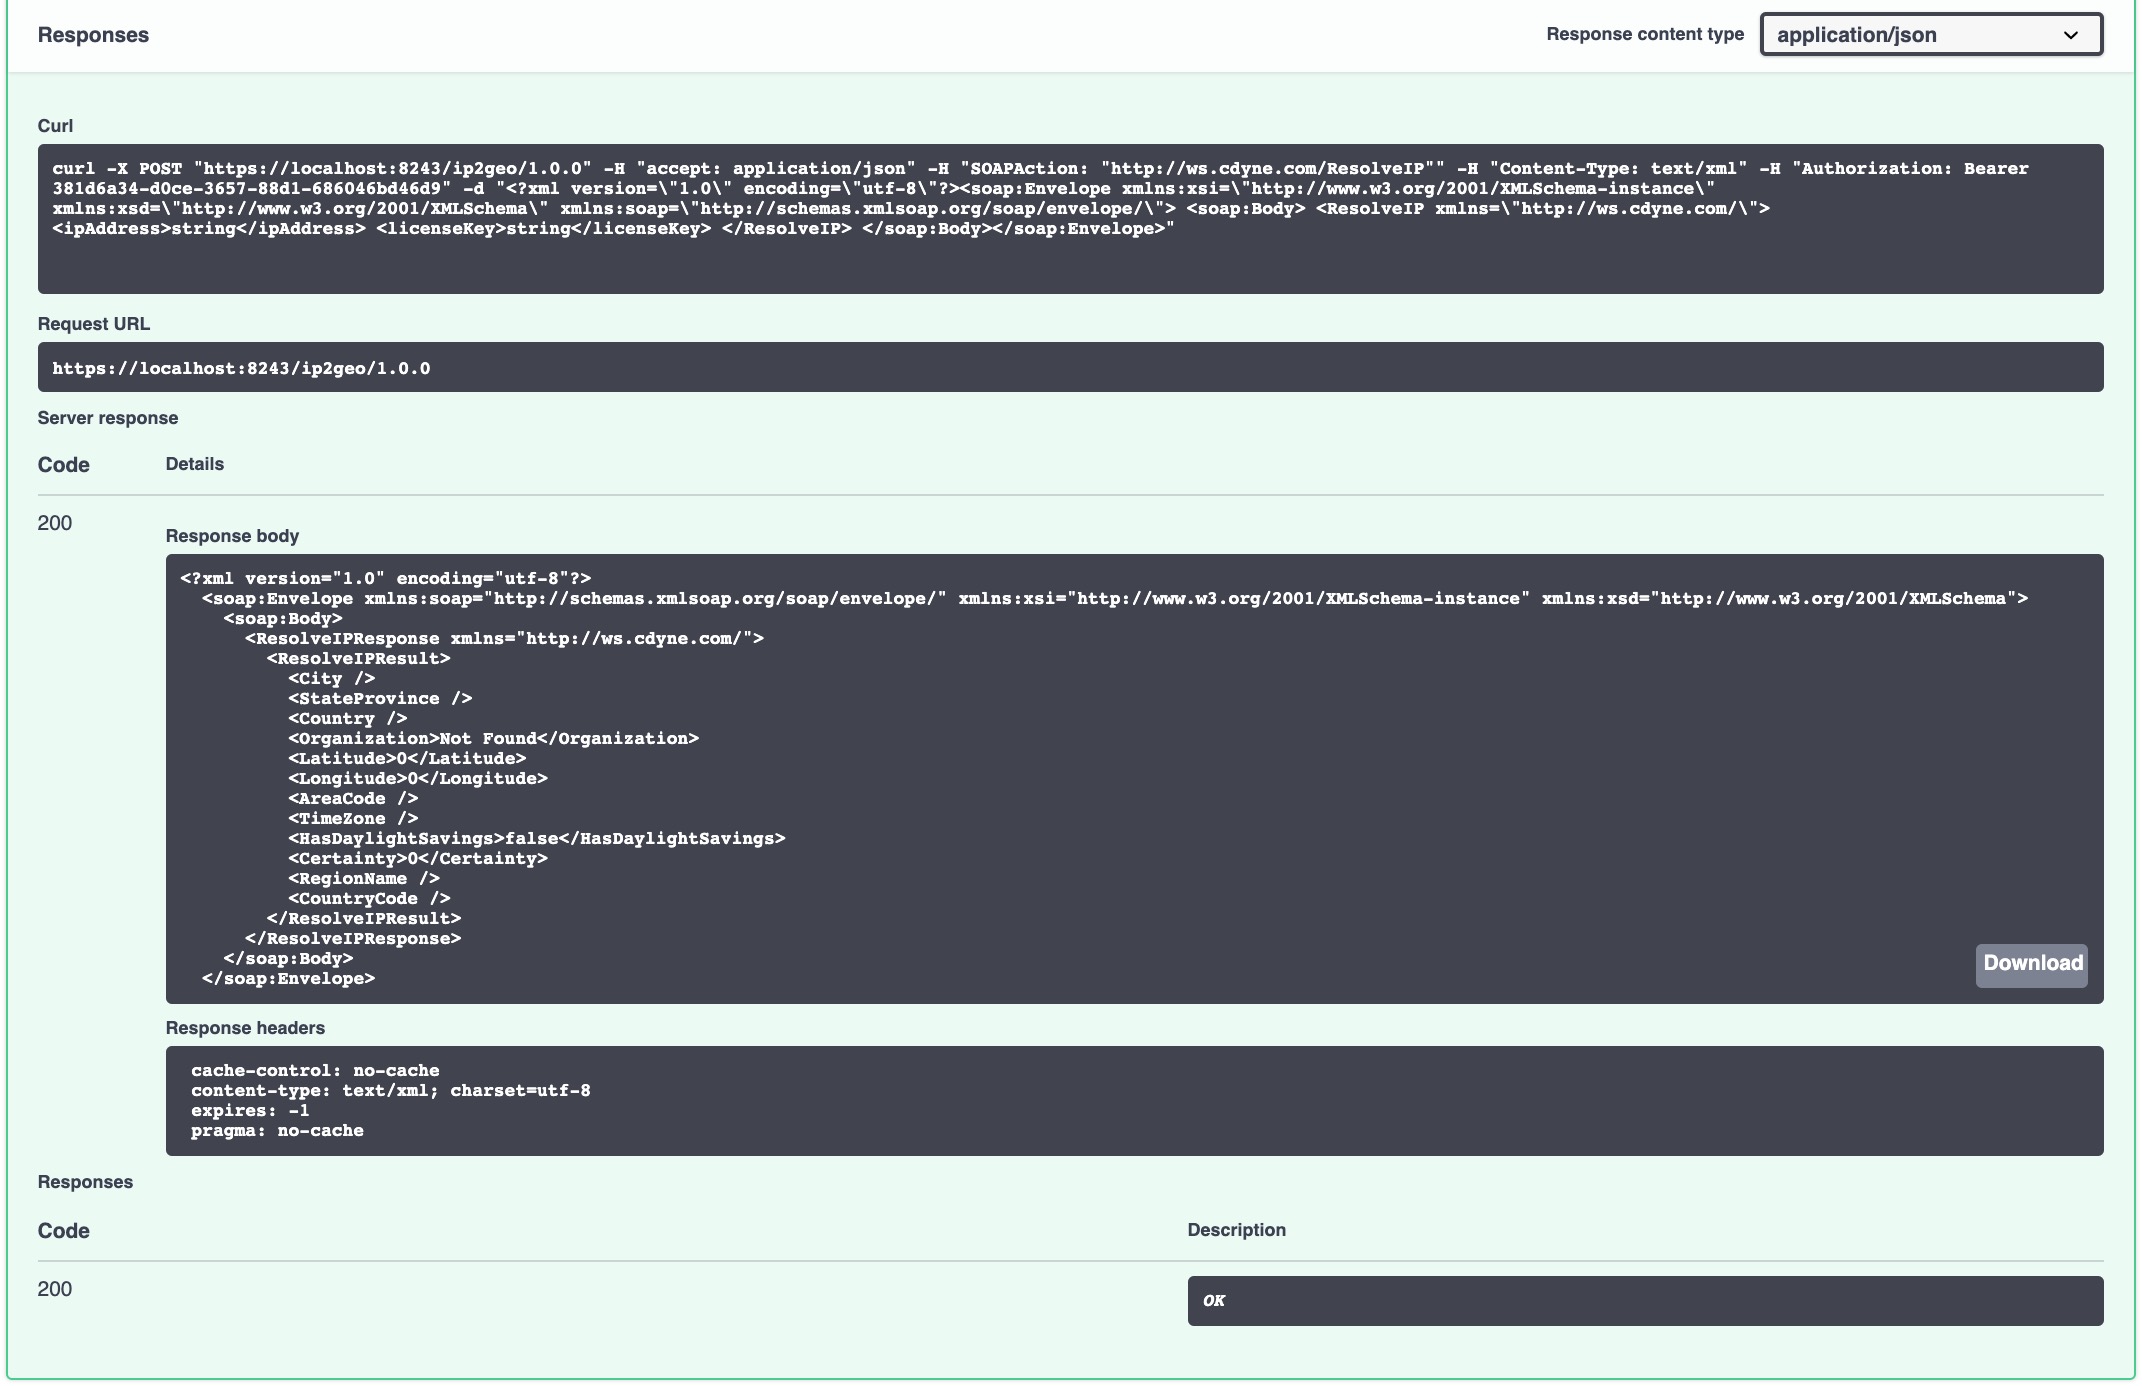 Responses
Response content type application/json
Curl
curl -X POST "https://localhost:8243/ip2geo/1.0.0" -H "accept: application/json" -H "SOAPAction: "http://ws.cdyne.com/ResolveIP"" -H "Content-Type: text/xml" -H "Authorization: Bearer
381d6a34-d0ce-3657-88d1-686046bd46d9" -d "<?xml version=\"1.0\" encoding=\"utf-8\"?><soap:Envelope xmlns:xsi=\"http://www.w3.org/2001/XMLSchema-instance\"
xmlns:xsd=\"http://www.w3.org/2001/XMLSchema\" xmlns:soap=\"http://schemas.xmlsoap.org/soap/envelope/\"> <soap:Body> <ResolveIP xmlns=\"http://ws.cdyne.com/\">
<ipAddress>string</ipAddress> <licenseKey>string</licenseKey> </ResolveIP> </soap:Body></soap:Envelope>"
Request URL
https://localhost:8243/ip2geo/1.0.0
Server response
Code Details
200
Response body
<?xml version="1.0" encoding="utf-8"?>
<soap:Envelope xmlns:soap="http://schemas.xmlsoap.org/soap/envelope/" xmlns:xsi="http://www.w3.org/2001/XMLSchema-instance" xmlns:xsd="http://www.w3.org/2001/XMLSchema">
<soap:Body>
<ResolveIPResponse xmlns="http://ws.cdyne.com/">
<ResolveIPResult>
<City />
<StateProvince />
<Country />
<Organization>Not Found</Organization>
<Latitude>0</Latitude>
<Longitude>0</Longitude>
<AreaCode />
<TimeZone />
<HasDaylightSavings>false</HasDaylightSavings>
<Certainty>0</Certainty>
<RegionName />
<CountryCode />
</ResolveIPResult>
</ResolveIPResponse>
</soap:Body>
</soap:Envelope>
Download
Response headers
cache-control: no-cache
content-type: text/xml; charset=utf-8
expires: -1
pragma: no-cache
Responses
Code Description
200
OK